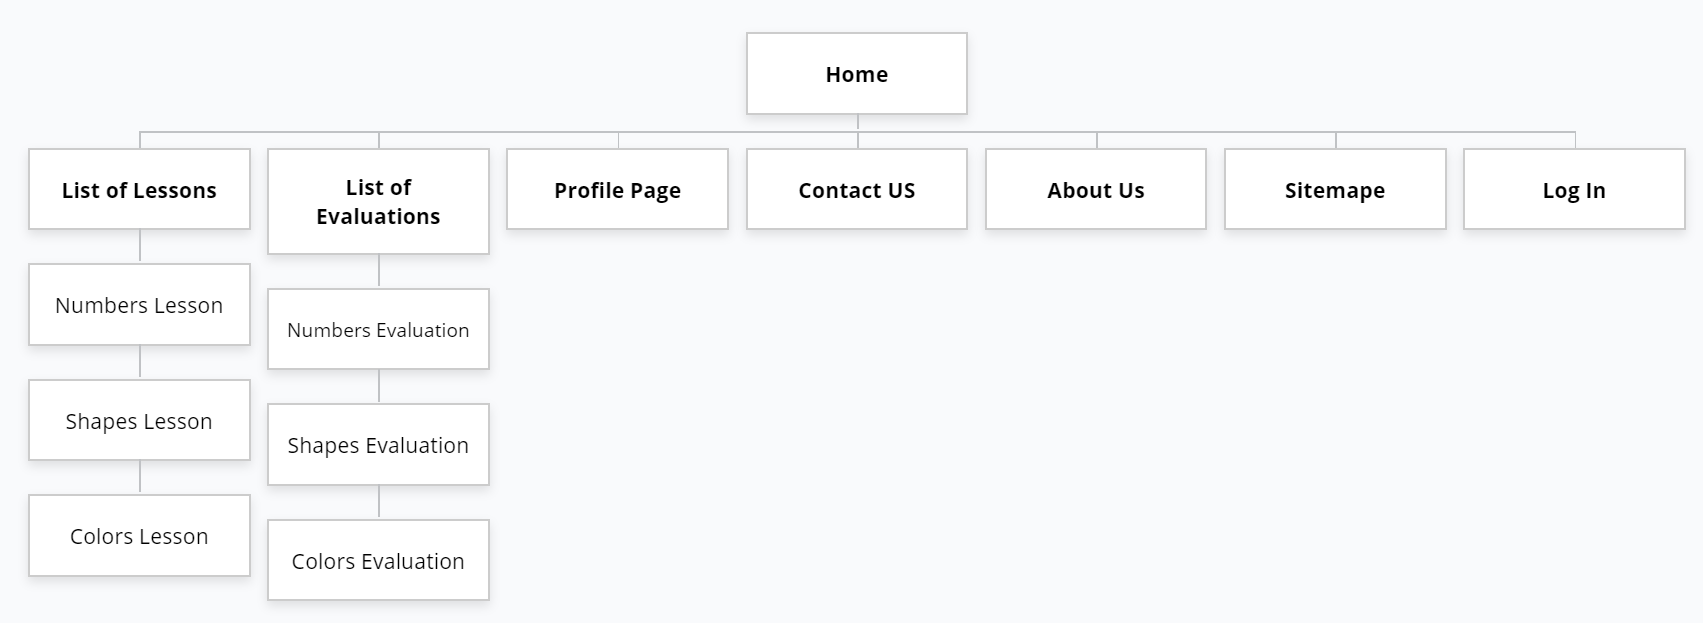 Home
List of Lessons
List of
Evaluations
Profile Page
Contact US
About Us
Sitemape
Log In
Numbers Lesson
Numbers Evaluation
Shapes Lesson
Shapes Evaluation
Colors Lesson
Colors Evaluation